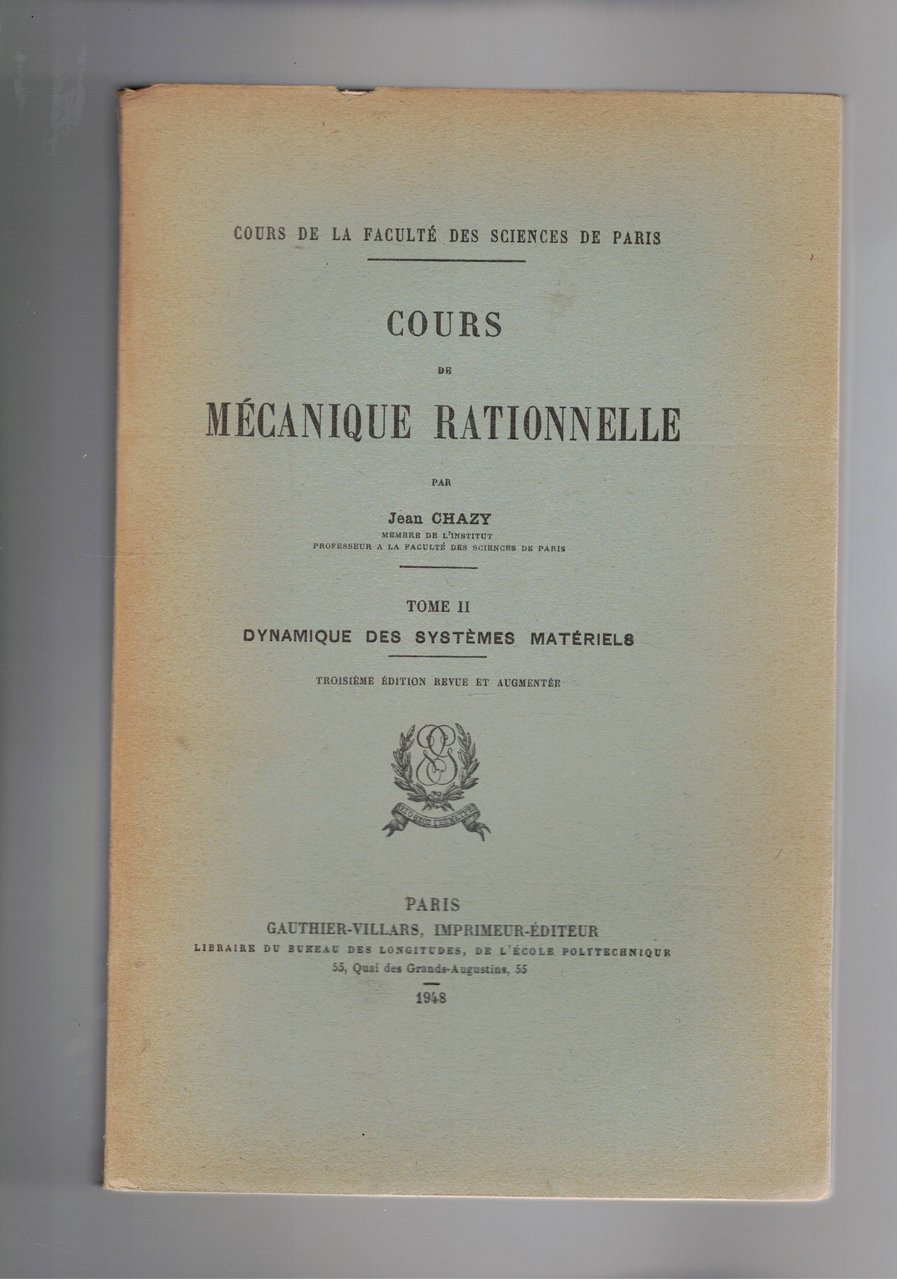 COURS DE LA FACULTÉ DES SCIENCES DE PARIS
COURS
DE
MÉCANIQUE RATIONNELLE
PAR
Jean CHAZY
MEMBRE DE L'INSTITUT
PROFESSEUR A LA FACULTÉ DES SCIENCES DE PARIS
TOME II
DYNAMIQUE DES SYSTÈMES MATÉRIELS
TROISIÈME ÉDITION REVUE ET AUGMENTÉE
PARIS
GAUTHIER-VILLARS, IMPRIMEUR-ÉDITEUR
LIBRAIRE DU BUREAU DES LONGITUDES, DE L'ÉCOLE POLYTECHNIQUE
55, Quai des Grands-Augustins, 55
1948